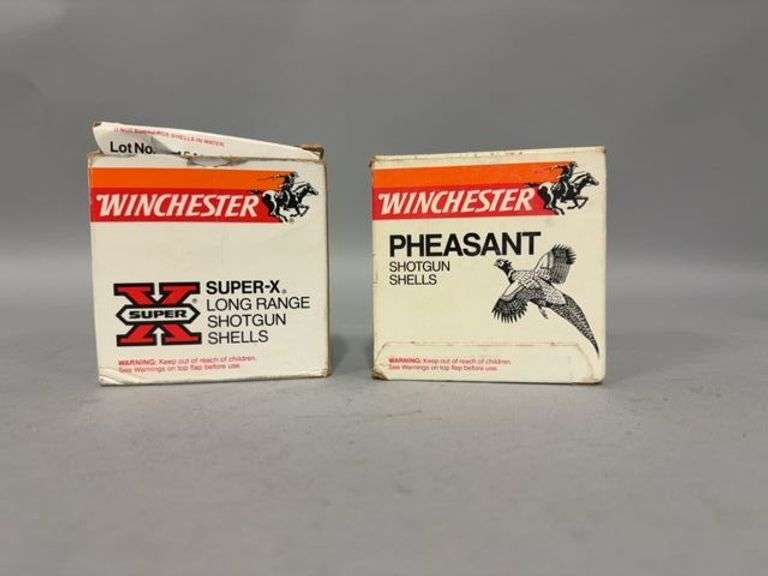 Lot No.
WINCHESTER
SUPER
SUPER-X®
LONG RANGE
SHOTGUN
SHELLS
WARNING: Keep out of reach of children.
See Warnings on top flap before use.
WINCHESTER
PHEASANT
SHOTGUN
SHELLS
WARNING: Keep out of reach of children.
See Warnings on top flap before use.